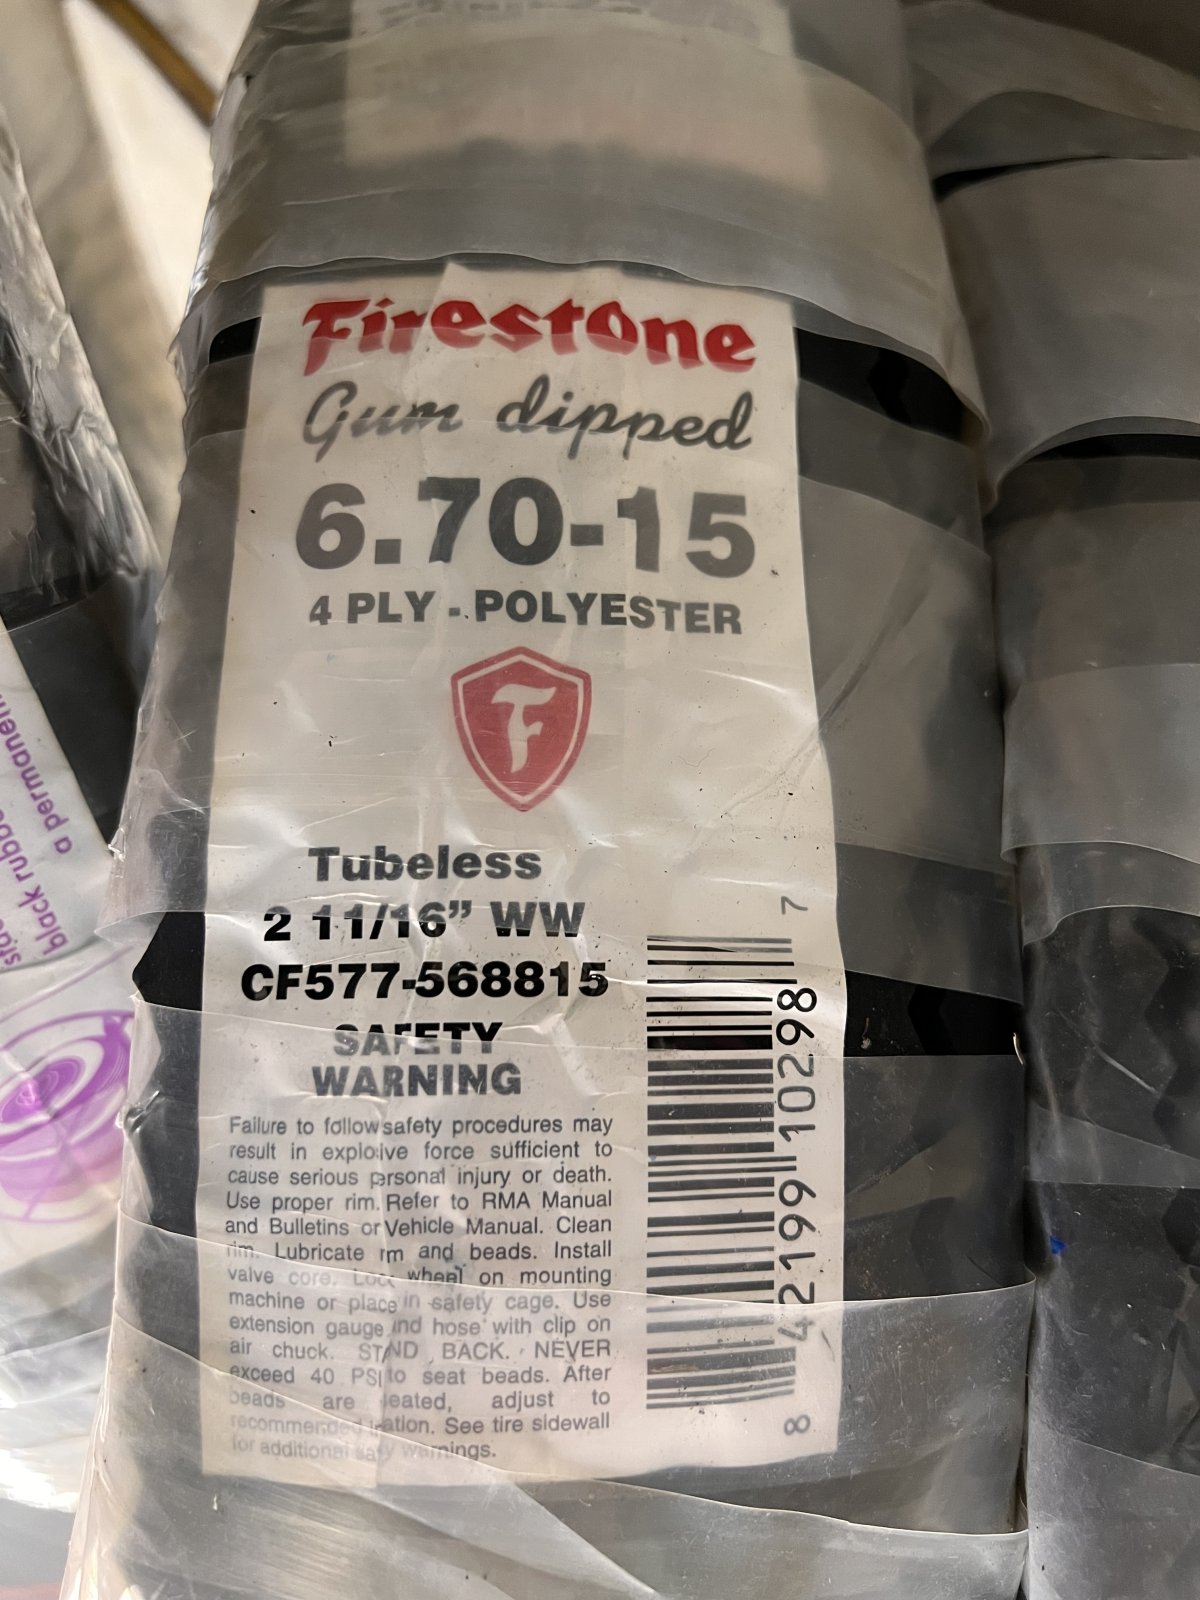 Firestone
Gum dipped
6.70-15
4 PLY - POLYESTER
F
Tubeless
2 11/16" WW
CF577-568815
SAFETY
WARNING
Failure to follow safety procedures may
result in explosive force sufficient to
cause serious personal injury or death.
Use proper rim. Refer to RMA Manual
and Bulletins or Vehicle Manual. Clean
rim. Lubricate rim and beads. Install
valve core. Lock wheel on mounting
machine or place in safety cage. Use
extension gauge and hose with clip on
air chuck. STAND BACK. NEVER
exceed 40 PSI to seat beads. After
beads are seated, adjust to
recommended inflation. See tire sidewall
for additional safety warnings.
8 42199 10298 7
a permanent
black rubbe